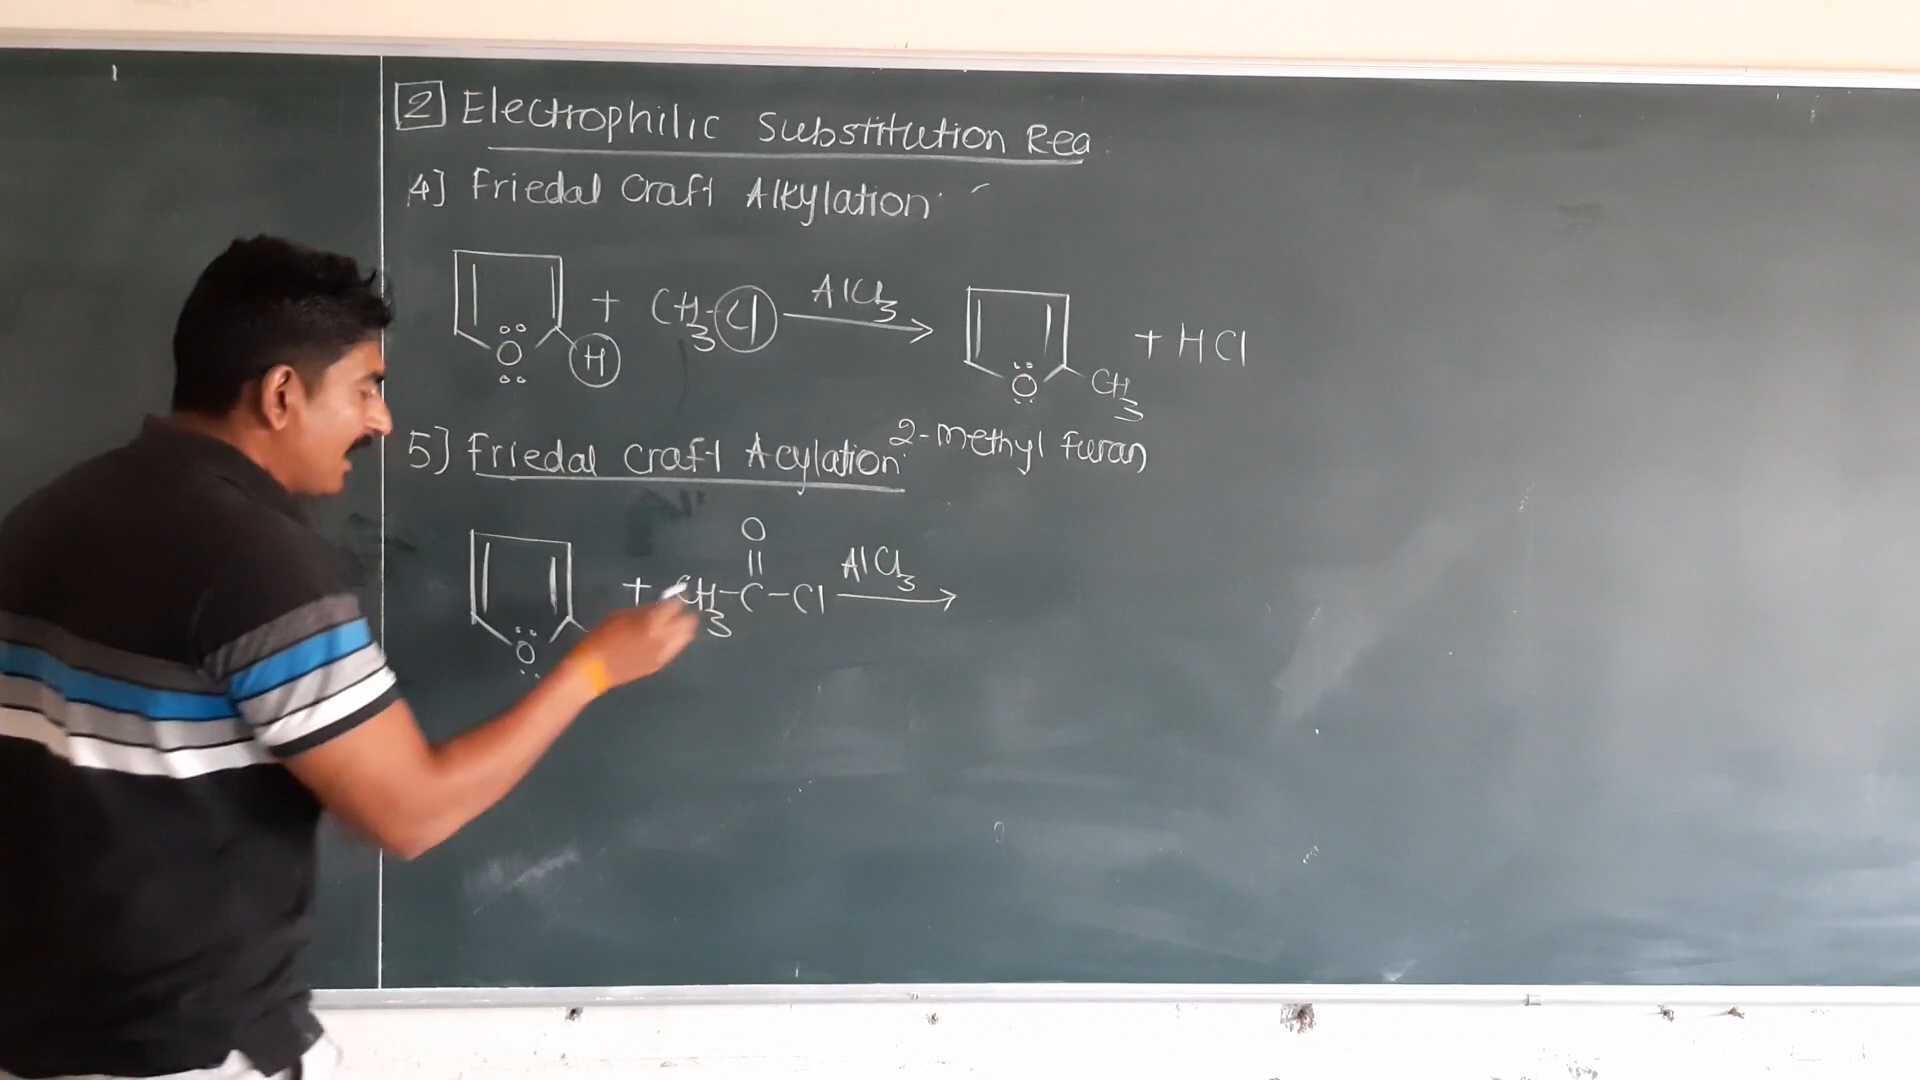 2 Electrophilic Substitution Rea
4] Friedal Craft Alkylation
O H + CH3-Cl AlCl3 O CH3 + HCl
2-methyl furan
5] Friedal Craft Acylation
O
O + CH3-C-Cl AlCl3